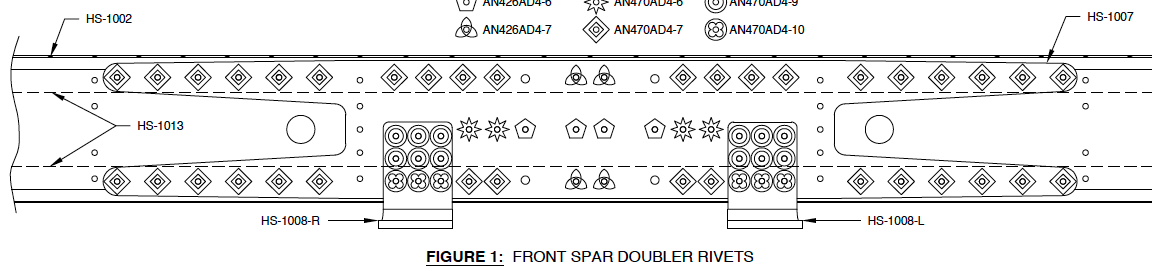 AN426AD4-6 AN470AD4-6 AN470AD4-9
HS-1002 AN426AD4-7 AN470AD4-7 AN470AD4-10 HS-1007
HS-1013
HS-1008-R HS-1008-L
FIGURE 1: FRONT SPAR DOUBLER RIVETS